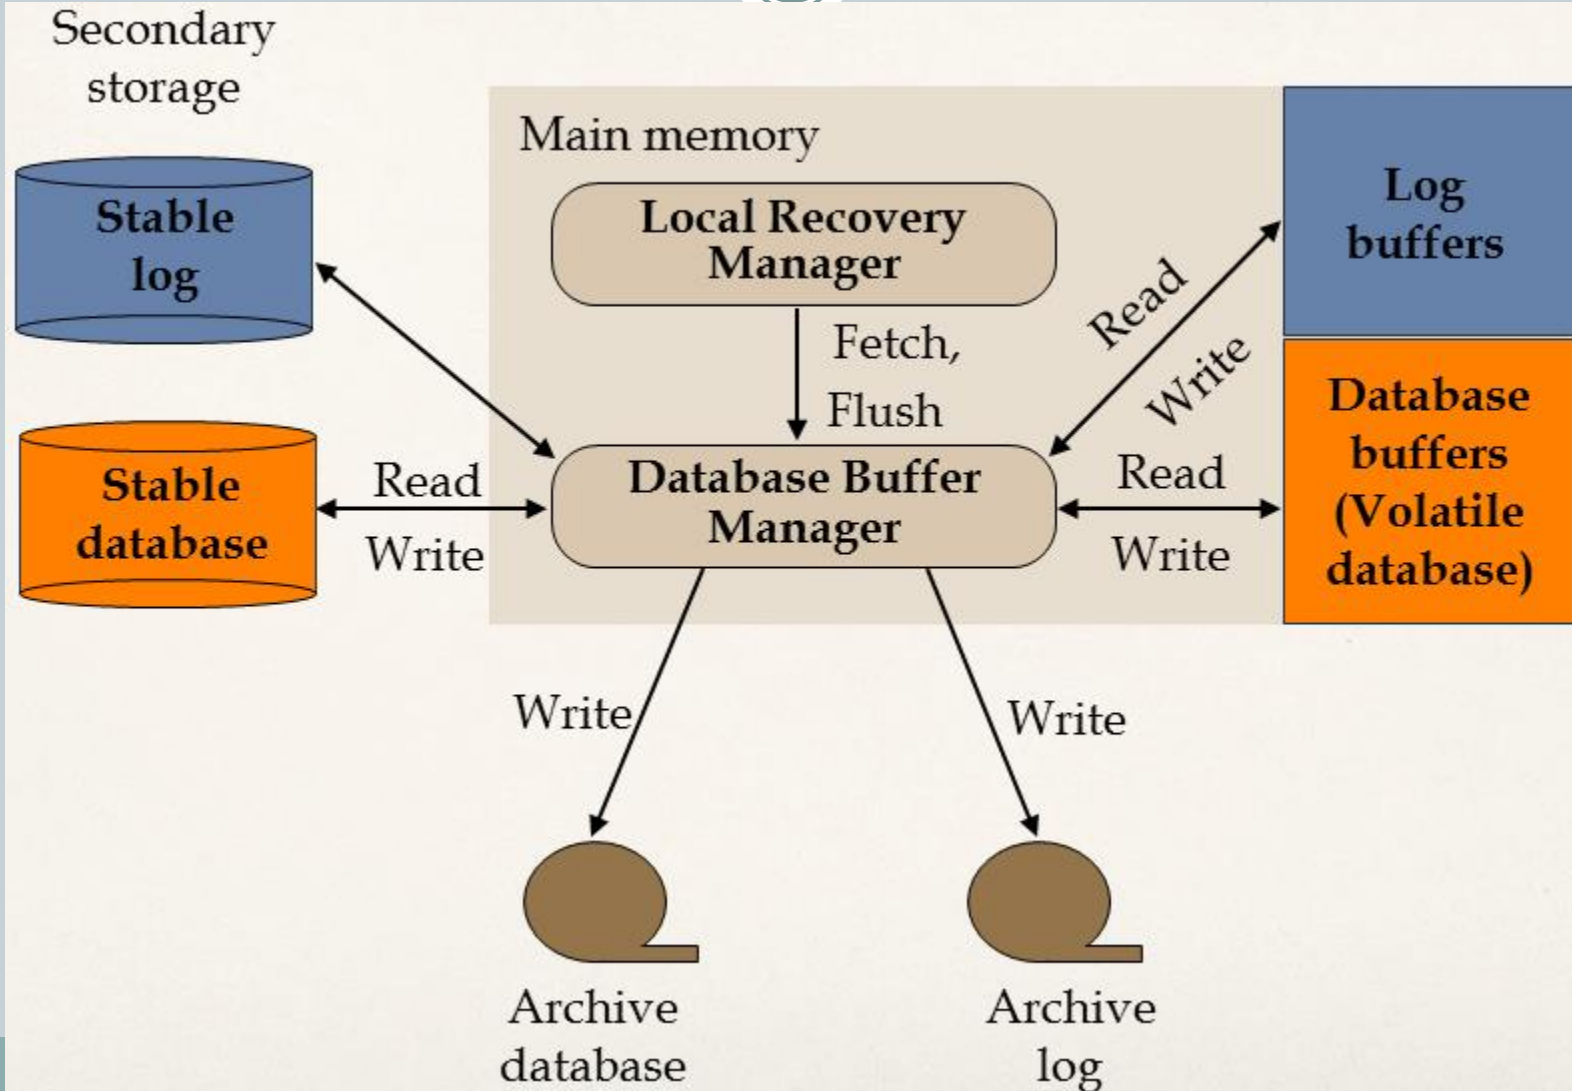 Secondary
storage
Main memory
Stable
log
Local Recovery
Manager
Log
buffers
Fetch,
Flush
Read
Write
Stable
database
Read
Write
Database Buffer
Manager
Read
Write
Database
buffers
(Volatile
database)
Write
Write
Archive
database
Archive
log